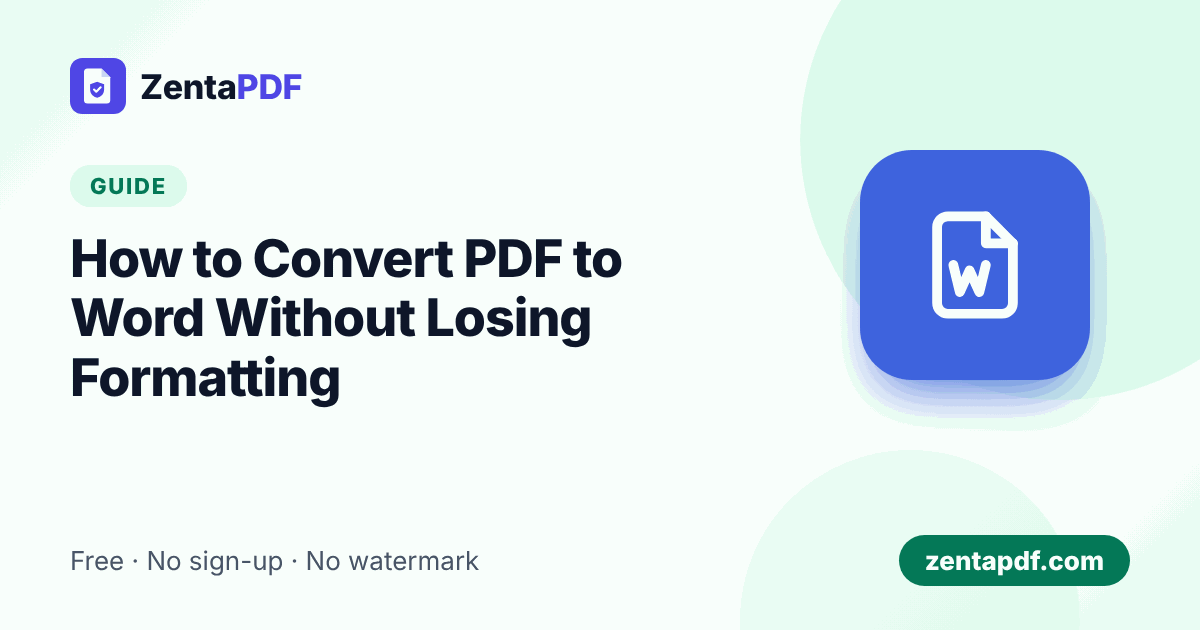 ZentaPDF
GUIDE
How to Convert PDF to
Word Without Losing
Formatting
W
Free · No sign-up · No watermark
zentapdf.com